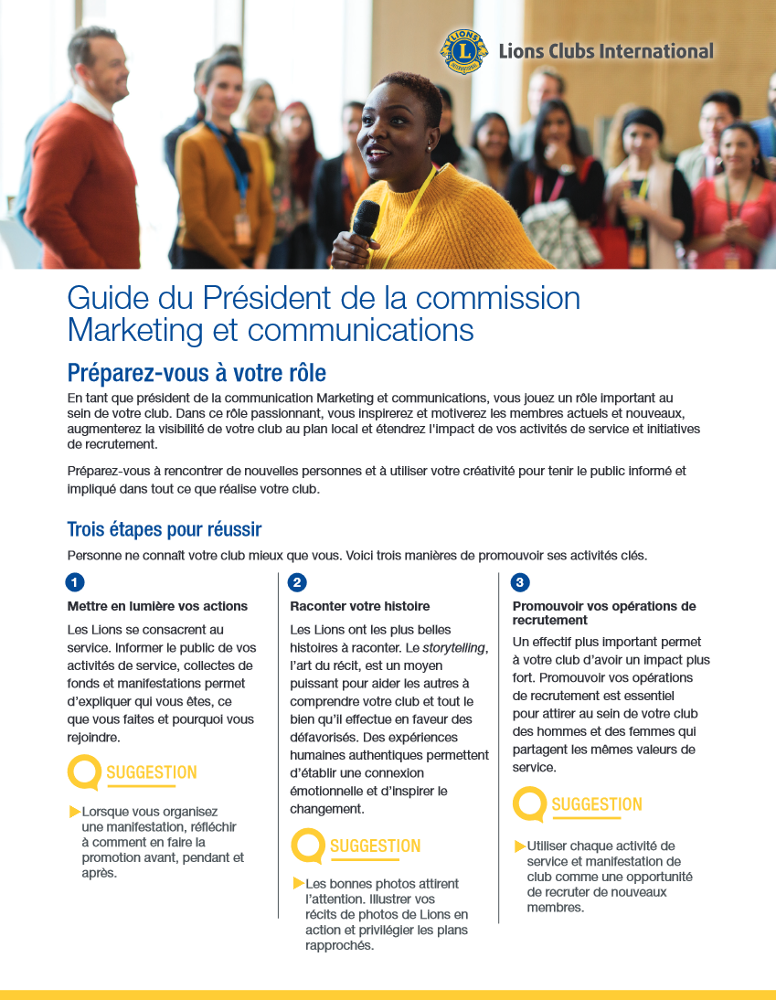 LIONS
L
INTERNATIONAL
Lions Clubs International
Guide du Président de la commission
Marketing et communications
Préparez-vous à votre rôle
En tant que président de la communication Marketing et communications, vous jouez un rôle important au
sein de votre club. Dans ce rôle passionnant, vous inspirerez et motiverez les membres actuels et nouveaux,
augmenterez la visibilité de votre club au plan local et étendrez l'impact de vos activités de service et initiatives
de recrutement.
Préparez-vous à rencontrer de nouvelles personnes et à utiliser votre créativité pour tenir le public informé et
impliqué dans tout ce que réalise votre club.
Trois étapes pour réussir
Personne ne connaît votre club mieux que vous. Voici trois manières de promouvoir ses activités clés.
1
Mettre en lumière vos actions
Les Lions se consacrent au
service. Informer le public de vos
activités de service, collectes de
fonds et manifestations permet
d'expliquer qui vous êtes, ce
que vous faites et pourquoi vous
rejoindre.
SUGGESTION
Lorsque vous organisez
une manifestation, réfléchir
à comment en faire la
promotion avant, pendant et
après.
2
Raconter votre histoire
Les Lions ont les plus belles
histoires à raconter. Le storytelling,
l'art du récit, est un moyen
puissant pour aider les autres à
comprendre votre club et tout le
bien qu'il effectue en faveur des
défavorisés. Des expériences
humaines authentiques permettent
d'établir une connexion
émotionnelle et d'inspirer le
changement.
SUGGESTION
Les bonnes photos attirent
l'attention. Illustrer vos
récits de photos de Lions en
action et privilégier les plans
rapprochés.
3
Promouvoir vos opérations de
recrutement
Un effectif plus important permet
à votre club d'avoir un impact plus
fort. Promouvoir vos opérations
de recrutement est essentiel
pour attirer au sein de votre club
des hommes et des femmes qui
partagent les mêmes valeurs de
service.
SUGGESTION
Utiliser chaque activité de
service et manifestation de
club comme une opportunité
de recruter de nouveaux
membres.